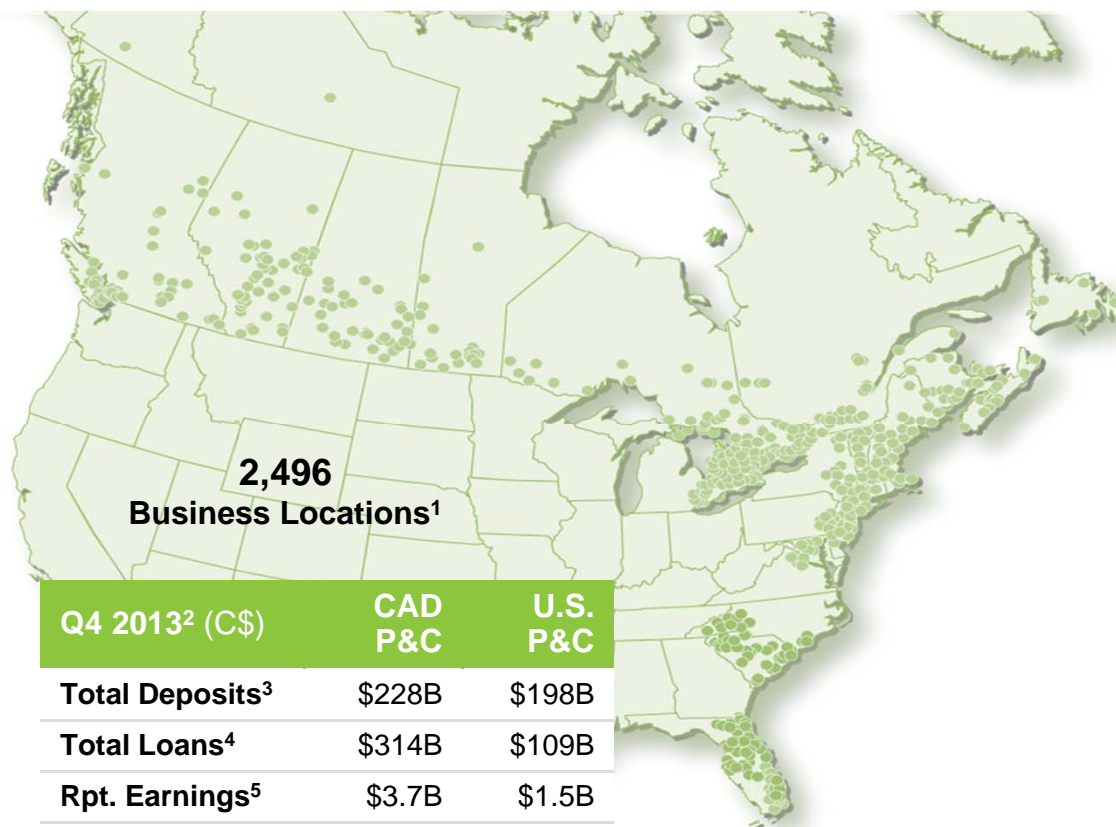 2,496
Business Locations¹
Q4 2013² (C$) CAD P&C U.S. P&C
Total Deposits³ $228B $198B
Total Loans⁴ $314B $109B
Rpt. Earnings⁵ $3.7B $1.5B